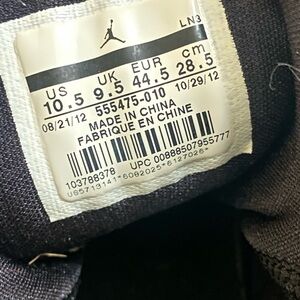 LN3
US UK EUR cm
10.5 9.5 44.5 28.5
08/21/12 555475-010 10/29/12
MADE IN CHINA
FABRIQUE EN CHINE
103788378 UPC 00888507955777